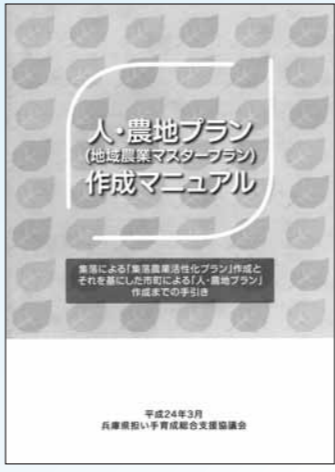 人・農地プラン
(地域農業マスタープラン)
作成マニュアル
集落による「集落農業活性化プラン」作成と
それを基にした市町による「人・農地プラン」
作成までの手引き
平成24年3月
兵庫県担い手育成総合支援協議会